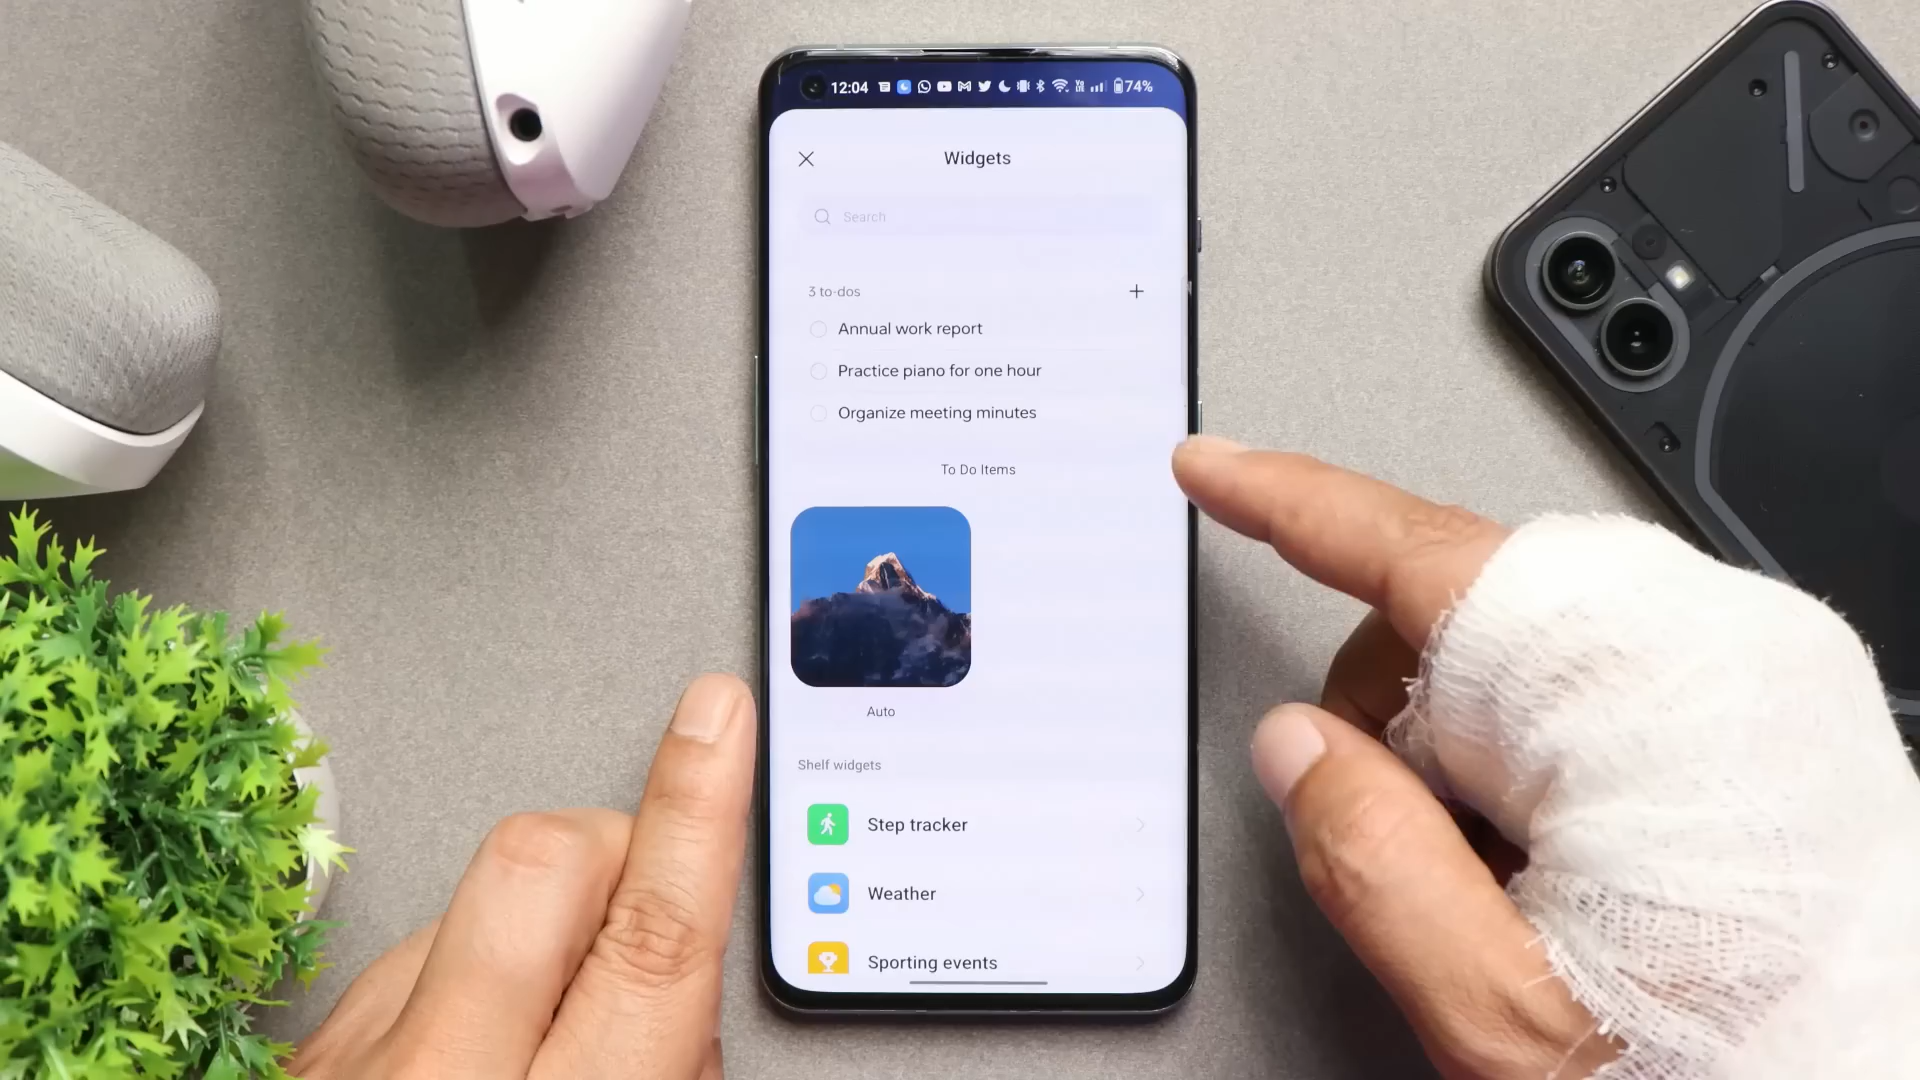 12:04 74%
Widgets
Search
3 to-dos
Annual work report
Practice piano for one hour
Organize meeting minutes
To Do Items
Auto
Shelf widgets
Step tracker
Weather
Sporting events